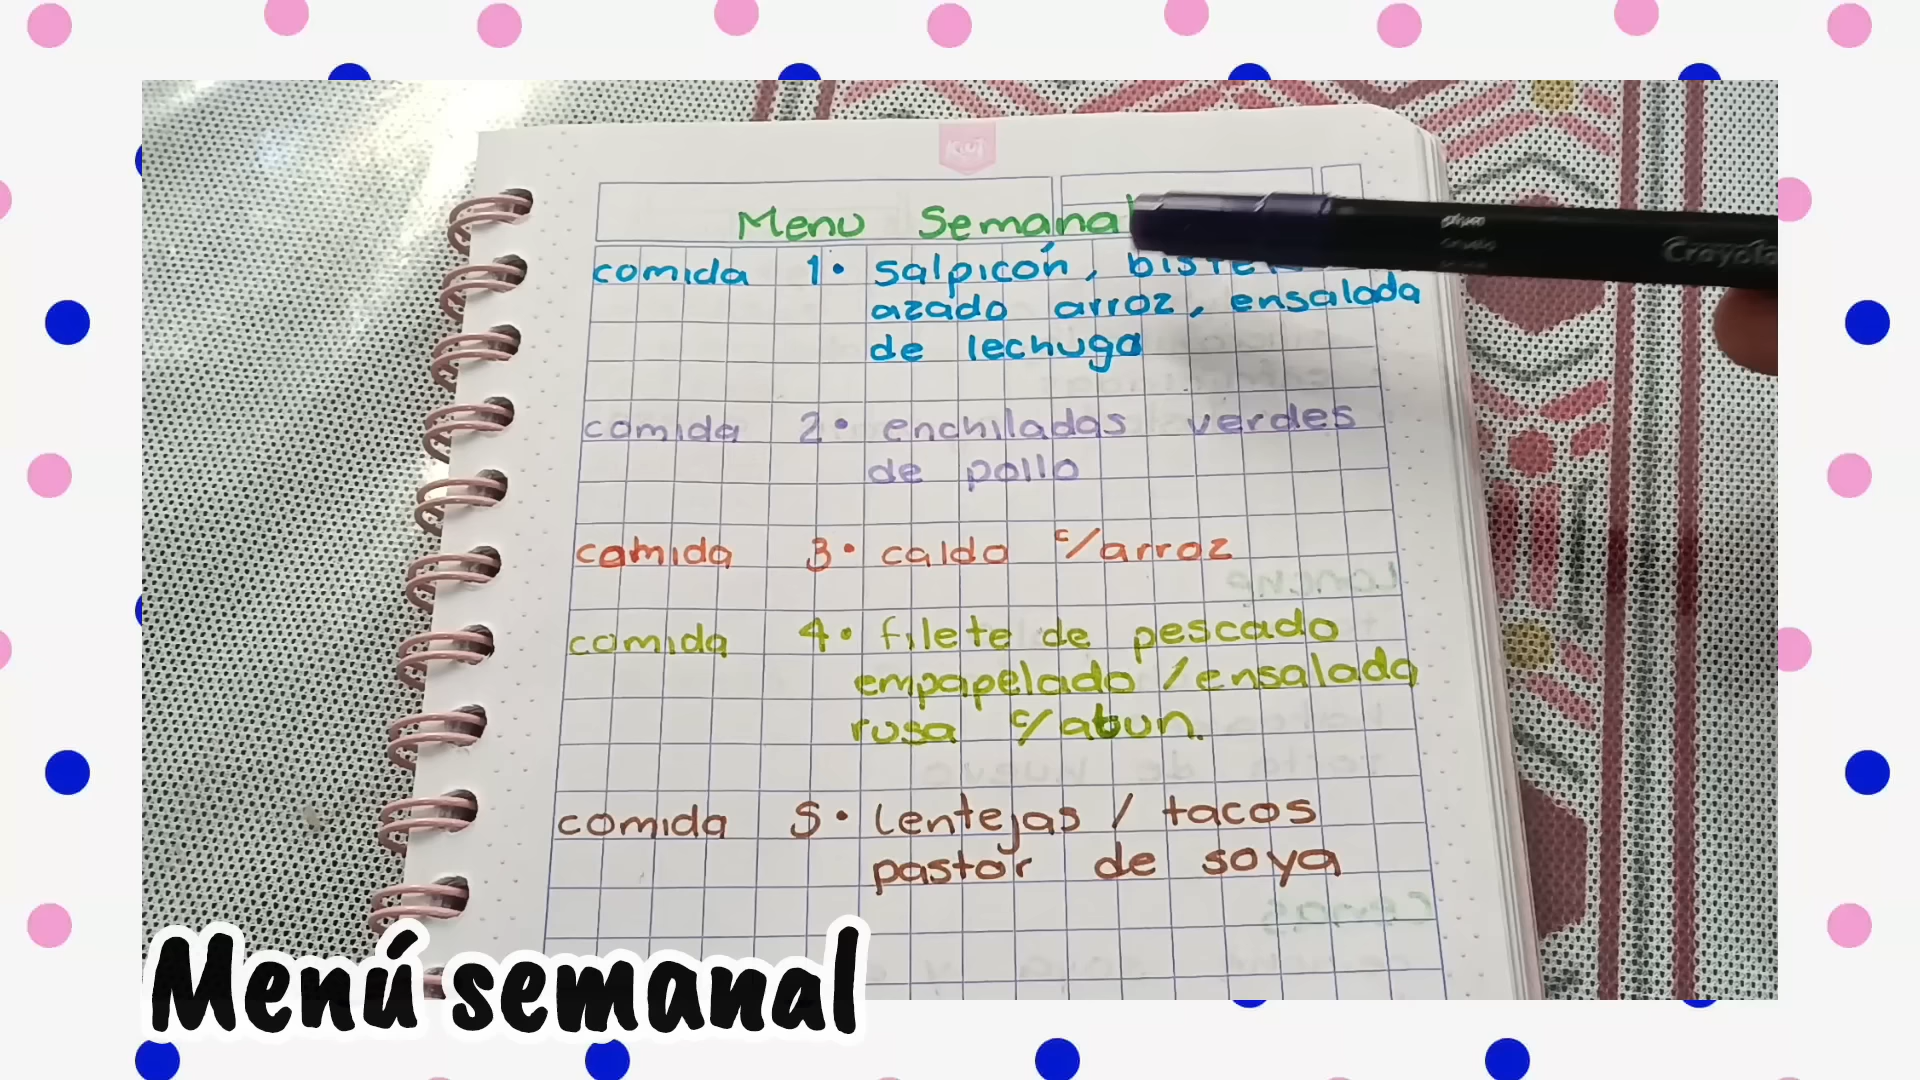 Kiut
Menu Semanal
comida 1. salpicón,
azado arroz, ensalada
de lechuga
comida 2. enchiladas verdes
de pollo
comida 3. caldo c/arroz
comida 4. filete de pescado
empapelado / ensalada
rusa c/atun.
comida 5. lentejas / tacos
pastor de soya
plum
Crayola
Menú semanal